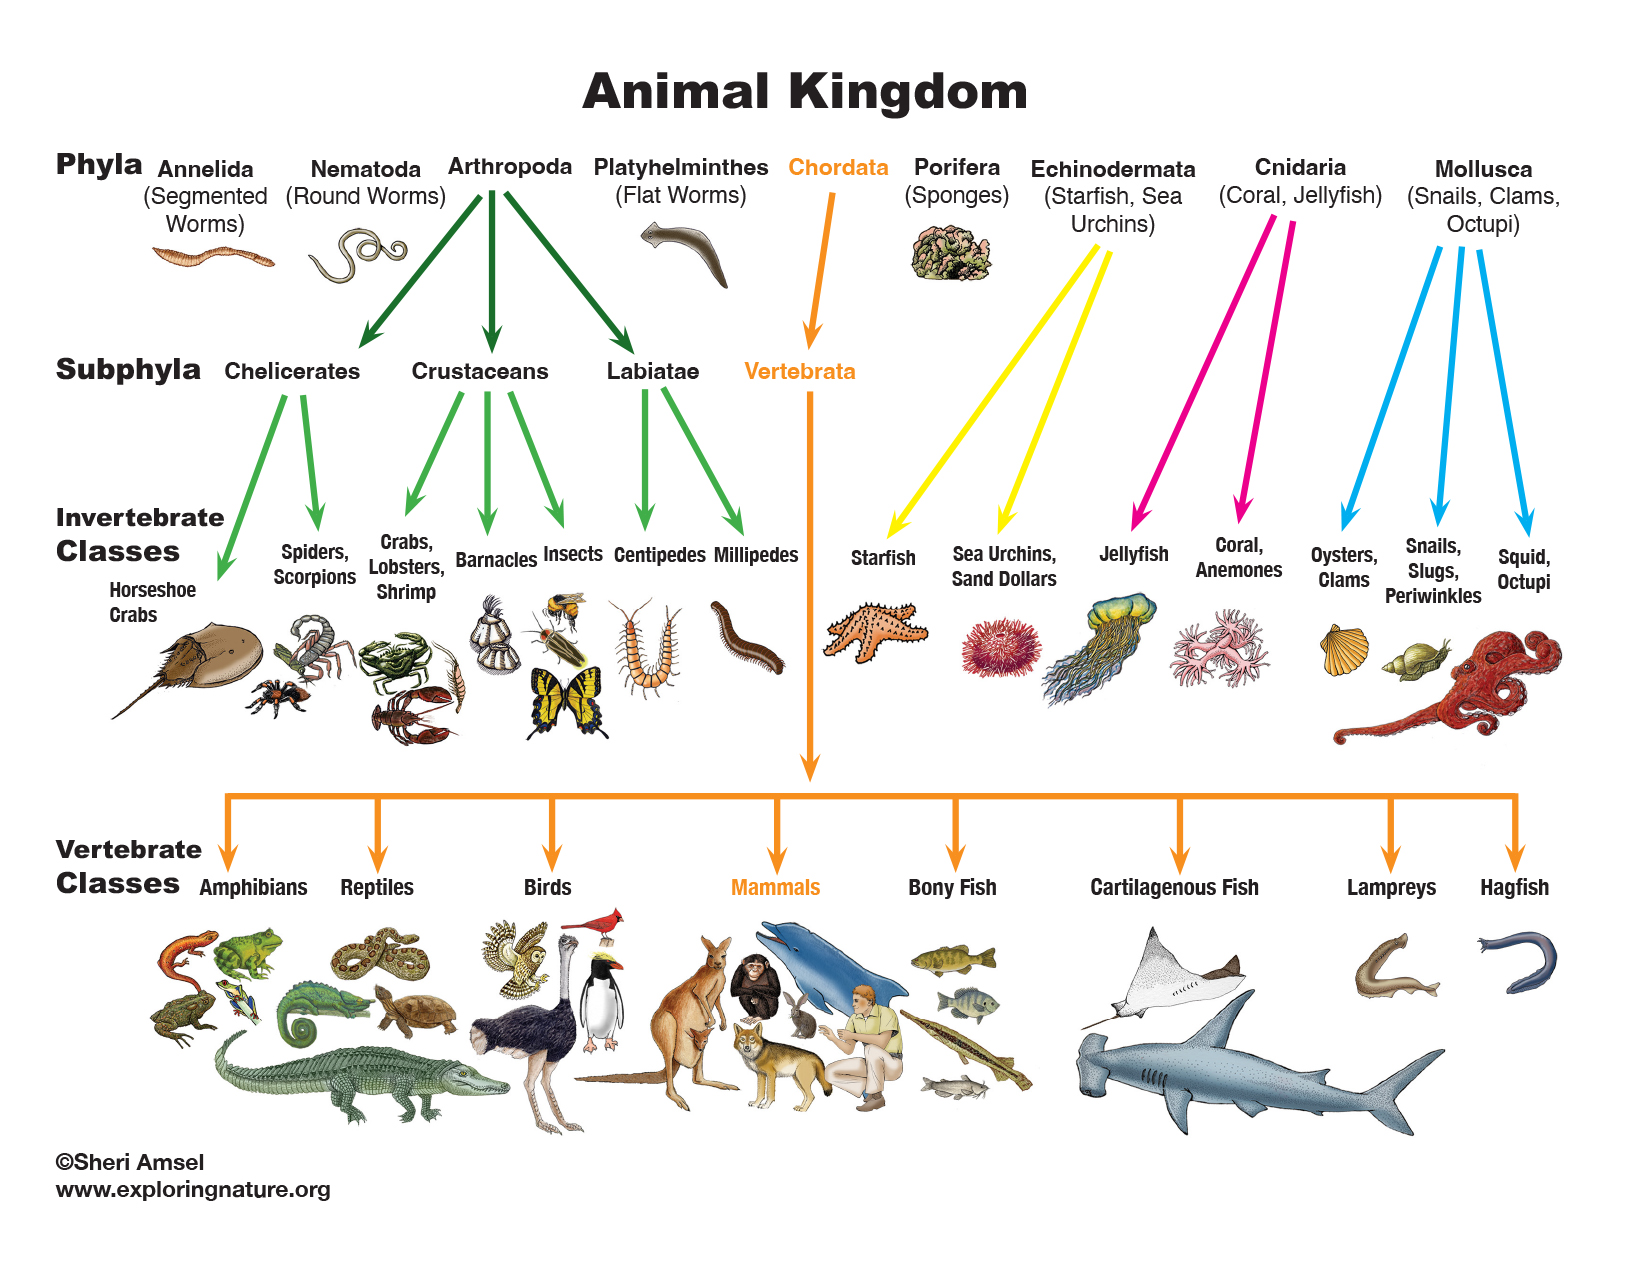 Animal Kingdom
Phyla
Annelida
(Segmented
Worms)
Nematoda
(Round Worms)
Arthropoda
Platyhelminthes
(Flat Worms)
Chordata
Porifera
(Sponges)
Echinodermata
(Starfish, Sea
Urchins)
Cnidaria
(Coral, Jellyfish)
Mollusca
(Snails, Clams,
Octupi)
Subphyla
Chelicerates
Crustaceans
Labiatae
Vertebrata
Invertebrate
Classes
Horseshoe
Crabs
Spiders,
Scorpions
Crabs,
Lobsters,
Shrimp
Barnacles
Insects
Centipedes
Millipedes
Starfish
Sea Urchins,
Sand Dollars
Jellyfish
Coral,
Anemones
Oysters,
Clams
Snails,
Slugs,
Periwinkles
Squid,
Octupi
Vertebrate
Classes
Amphibians
Reptiles
Birds
Mammals
Bony Fish
Cartilagenous Fish
Lampreys
Hagfish
©Sheri Amsel
www.exploringnature.org